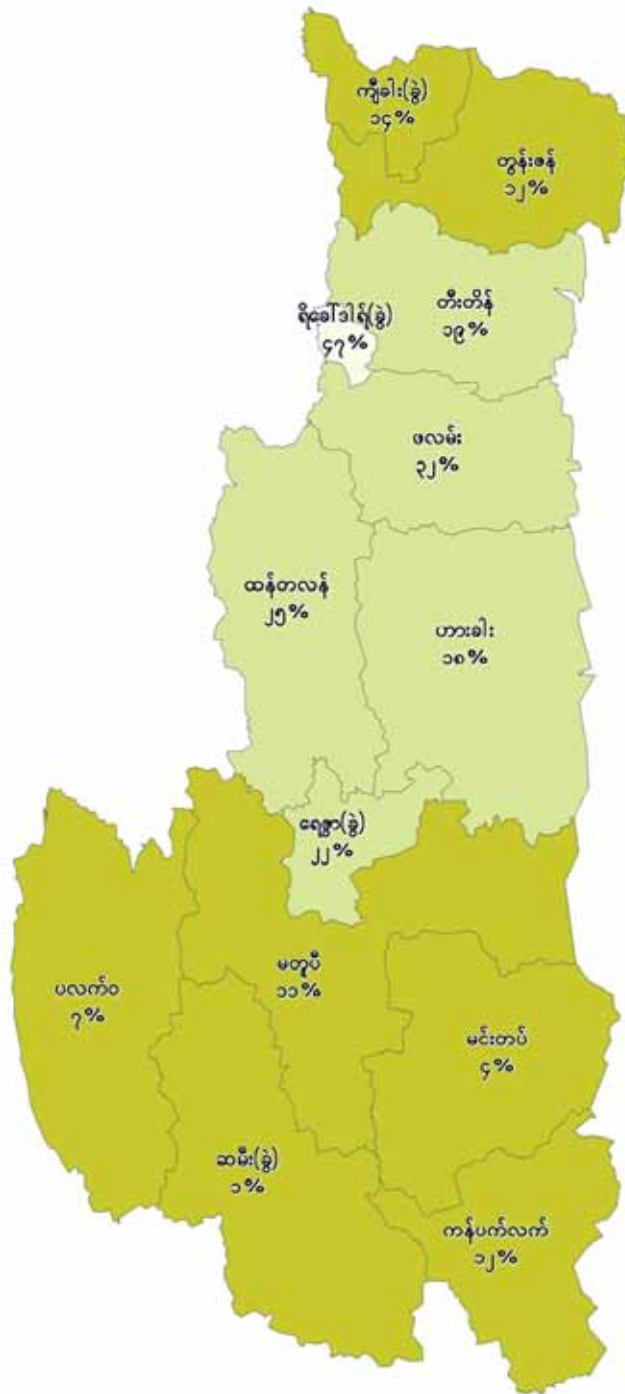 ကျီခါး(ခွဲ)
၁၄%
တွန်းဇန်
၁၂%
တီးတိန်
၁၉%
ရိခေါ်ဒါရ်(ခွဲ)
၄၇%
ဖလမ်း
၃၂%
ထန်တလန်
၂၅%
ဟားခါး
၁၈%
ရေဇွာ(ခွဲ)
၂၂%
မတူပီ
၁၁%
ပလက်ဝ
၇%
မင်းတပ်
၄%
ဆမီး(ခွဲ)
၁%
ကန်ပက်လက်
၁၂%